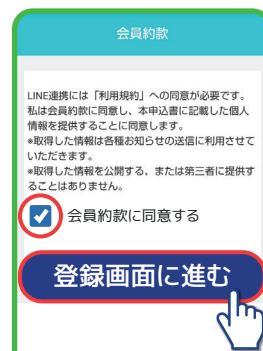 会員約款
LINE連携には「利用規約」への同意が必要です。
私は会員約款に同意し、本申込書に記載した個人
情報を提供することに同意します。
*取得した情報は各種お知らせの送信に利用させて
いただきます。
*取得した情報を公開する、または第三者に提供す
ることはありません。
会員約款に同意する
登録画面に進む